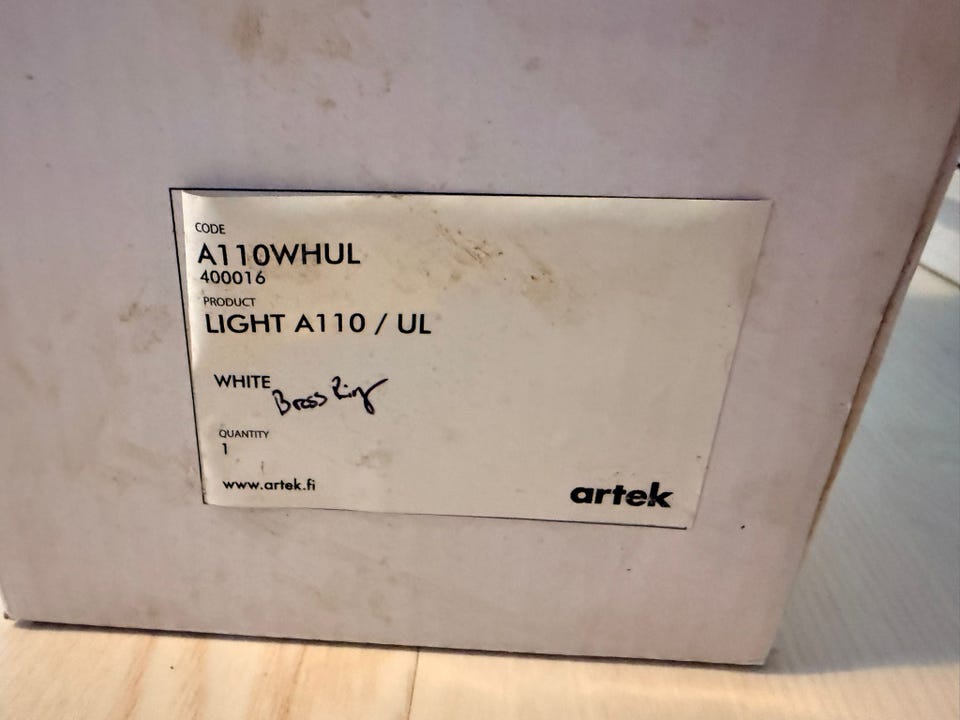 CODE
A110WHUL
400016
PRODUCT
LIGHT A110 / UL
WHITE
Brass Ring
QUANTITY
1
www.artek.fi
artek